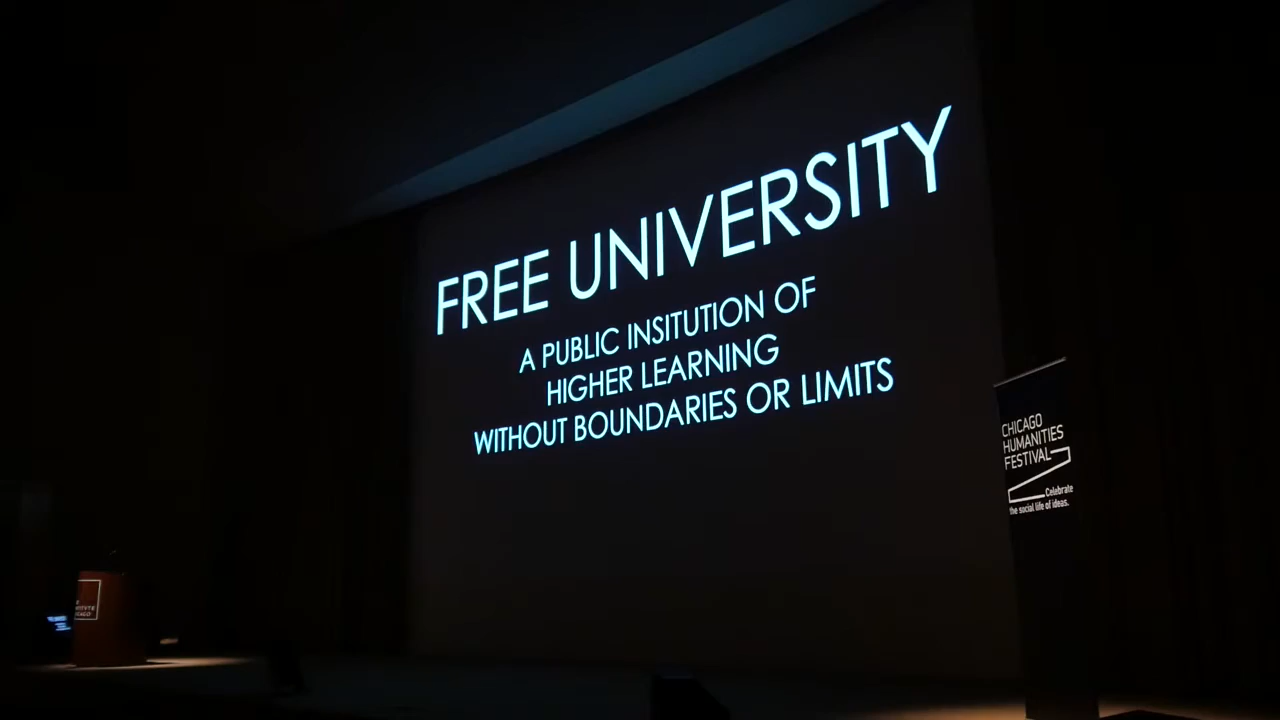 FREE UNIVERSITY
A PUBLIC INSITUTION OF
HIGHER LEARNING
WITHOUT BOUNDARIES OR LIMITS
CHICAGO
HUMANITIES
FESTIVAL
Celebrate
the social life of ideas.